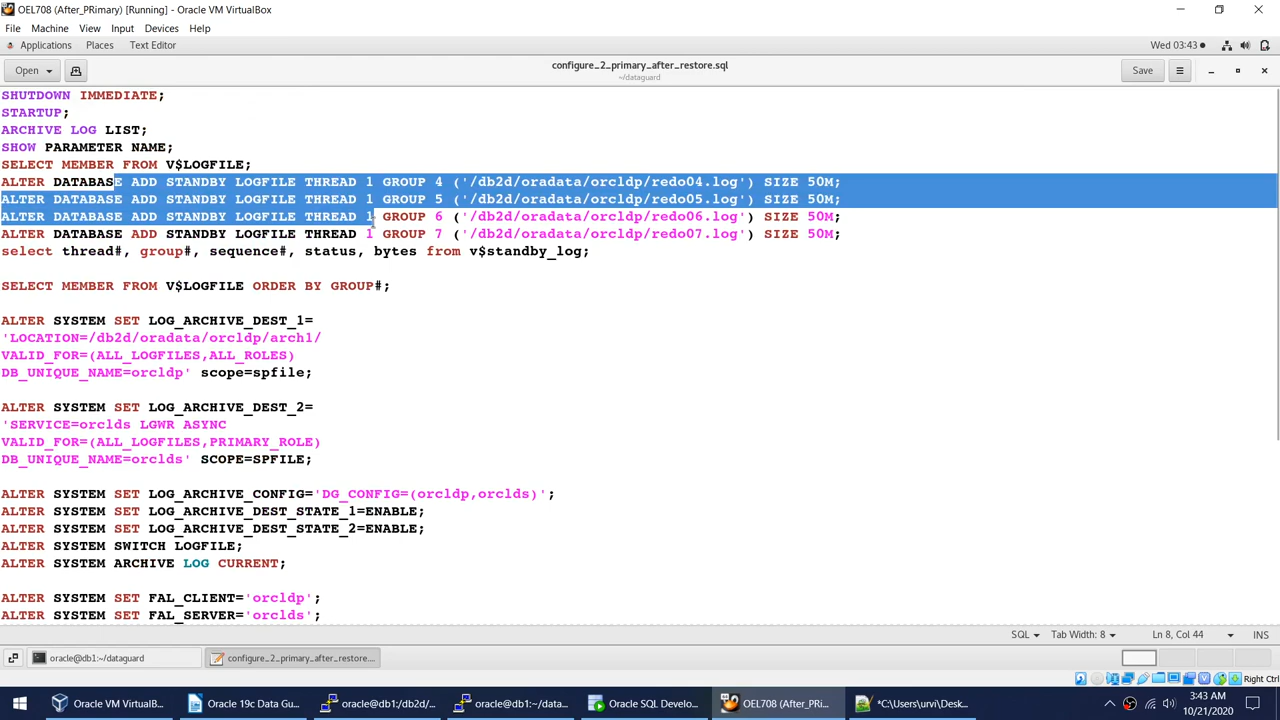 OEL708 (After_PRimary) [Running] - Oracle VM VirtualBox
File Machine View Input Devices Help
Applications Places Text Editor Wed 03:43
Open configure_2_primary_after_restore.sql Save
~/dataguard
SHUTDOWN IMMEDIATE;
STARTUP;
ARCHIVE LOG LIST;
SHOW PARAMETER NAME;
SELECT MEMBER FROM V$LOGFILE;
ALTER DATABASE ADD STANDBY LOGFILE THREAD 1 GROUP 4 ('/db2d/oradata/orcldp/redo04.log') SIZE 50M;
ALTER DATABASE ADD STANDBY LOGFILE THREAD 1 GROUP 5 ('/db2d/oradata/orcldp/redo05.log') SIZE 50M;
ALTER DATABASE ADD STANDBY LOGFILE THREAD 1 GROUP 6 ('/db2d/oradata/orcldp/redo06.log') SIZE 50M;
ALTER DATABASE ADD STANDBY LOGFILE THREAD 1 GROUP 7 ('/db2d/oradata/orcldp/redo07.log') SIZE 50M;
select thread#, group#, sequence#, status, bytes from v$standby_log;
SELECT MEMBER FROM V$LOGFILE ORDER BY GROUP#;
ALTER SYSTEM SET LOG_ARCHIVE_DEST_1=
'LOCATION=/db2d/oradata/orcldp/arch1/
VALID_FOR=(ALL_LOGFILES,ALL_ROLES)
DB_UNIQUE_NAME=orcldp' scope=spfile;
ALTER SYSTEM SET LOG_ARCHIVE_DEST_2=
'SERVICE=orclds LGWR ASYNC
VALID_FOR=(ALL_LOGFILES,PRIMARY_ROLE)
DB_UNIQUE_NAME=orclds' SCOPE=SPFILE;
ALTER SYSTEM SET LOG_ARCHIVE_CONFIG='DG_CONFIG=(orcldp,orclds)';
ALTER SYSTEM SET LOG_ARCHIVE_DEST_STATE_1=ENABLE;
ALTER SYSTEM SET LOG_ARCHIVE_DEST_STATE_2=ENABLE;
ALTER SYSTEM SWITCH LOGFILE;
ALTER SYSTEM ARCHIVE LOG CURRENT;
ALTER SYSTEM SET FAL_CLIENT='orcldp';
ALTER SYSTEM SET FAL_SERVER='orclds';
SQL Tab Width: 8 Ln 8, Col 44 INS
oracle@db1:~/dataguard configure_2_primary_after_restore....
Right Ctrl
Oracle VM VirtualB... Oracle 19c Data Gu... oracle@db1:/db2d/... oracle@db1:~/data... Oracle SQL Develo... OEL708 (After_PRi... *C:\Users\urvi\Desk... 3:43 AM
10/21/2020